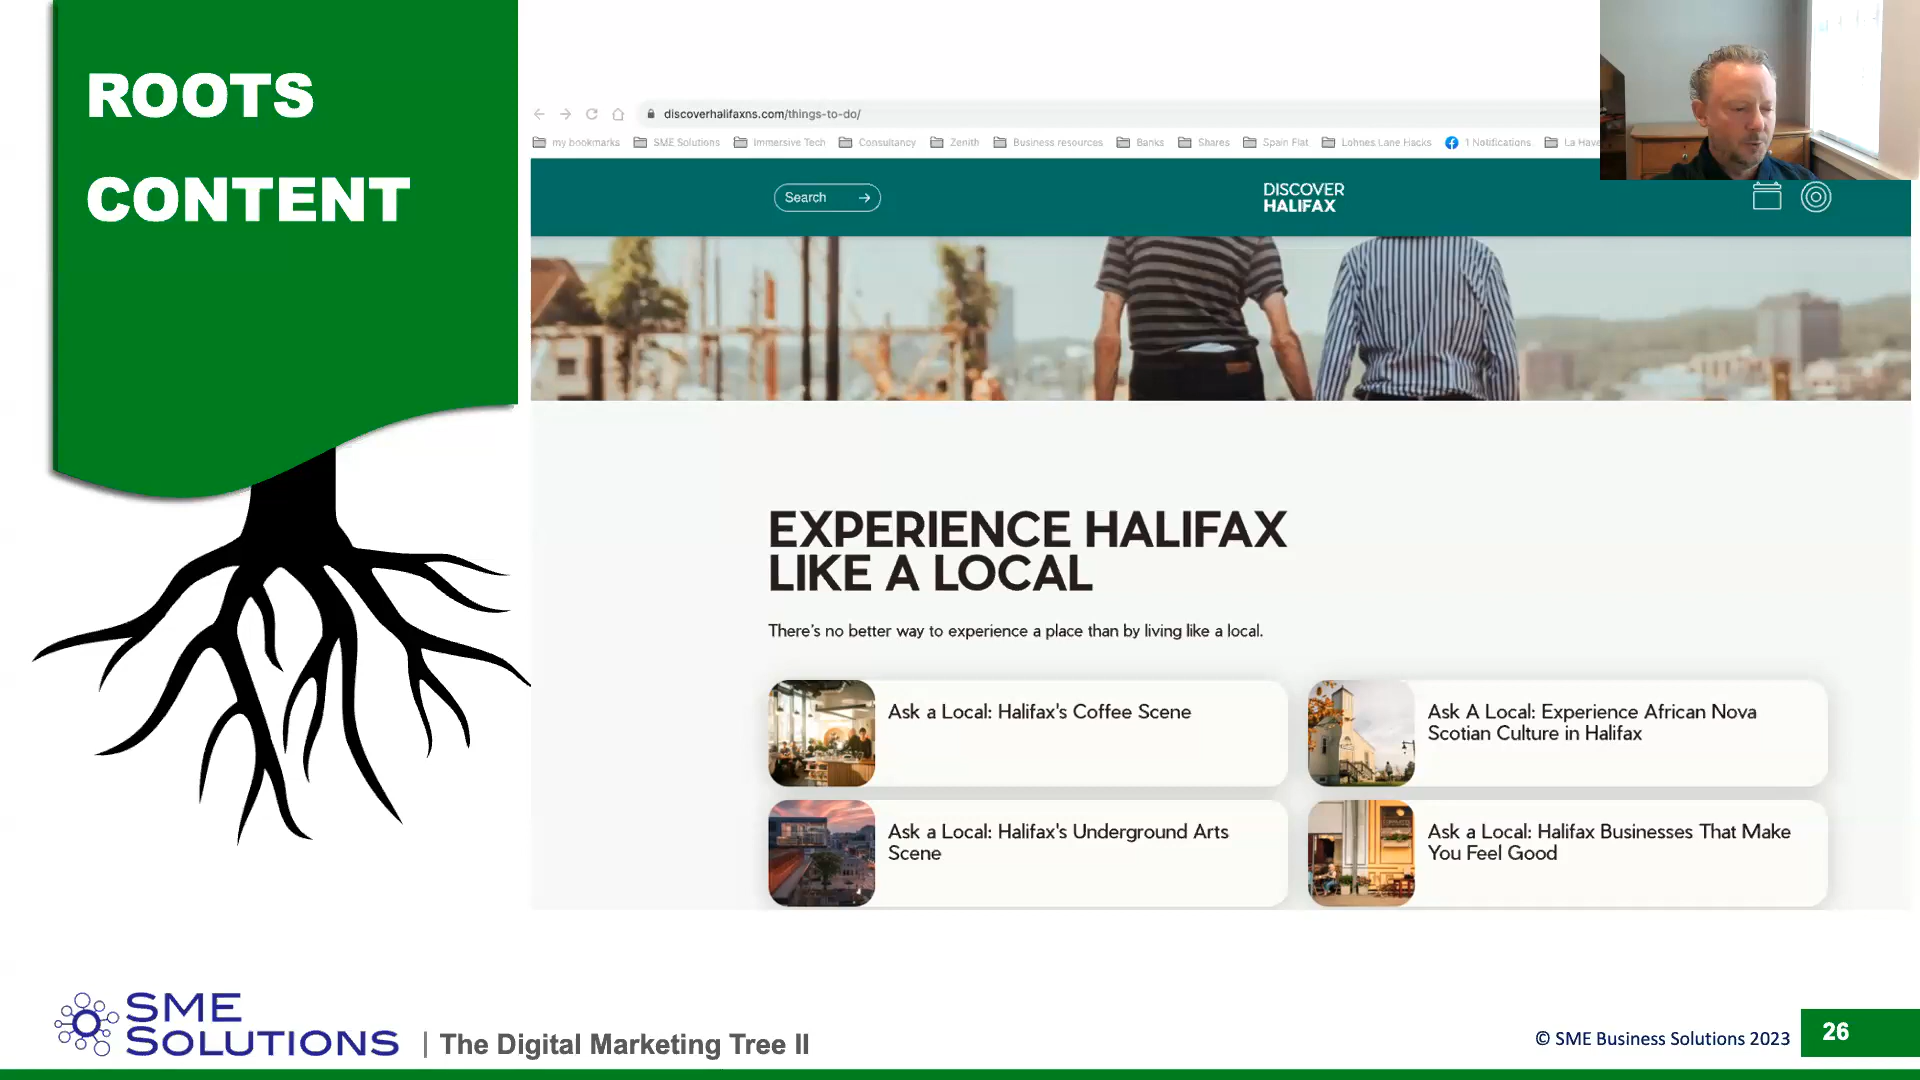 ROOTS
CONTENT
discoverhalifaxns.com/things-to-do/
my bookmarks SME Solutions Immersive Tech Consultancy Zenith Business resources Banks Shares Spain Flat Lohnes Lane Hacks 1 Notifications La Have
Search
DISCOVER
HALIFAX
EXPERIENCE HALIFAX
LIKE A LOCAL
There's no better way to experience a place than by living like a local.
Ask a Local: Halifax's Coffee Scene
Ask A Local: Experience African Nova
Scotian Culture in Halifax
Ask a Local: Halifax's Underground Arts
Scene
Ask a Local: Halifax Businesses That Make
You Feel Good
SME
SOLUTIONS
| The Digital Marketing Tree II
© SME Business Solutions 2023
26